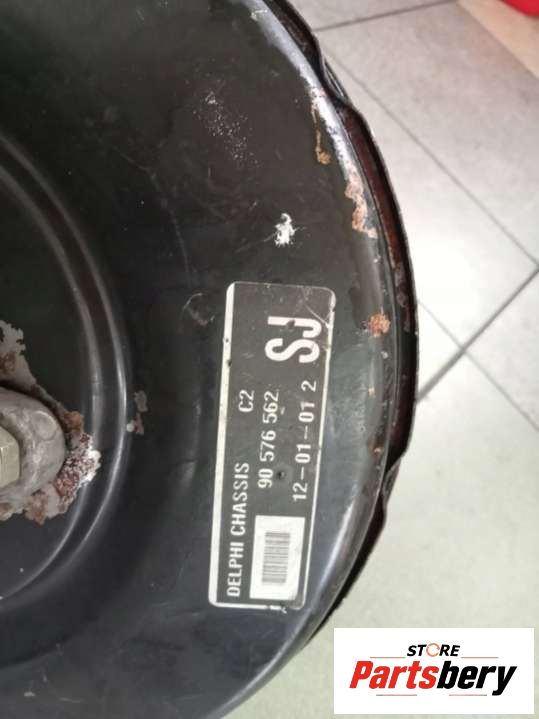 DELPHI CHASSIS C2
90 576 562
12-01-01 2
SJ
STORE
Partsbery